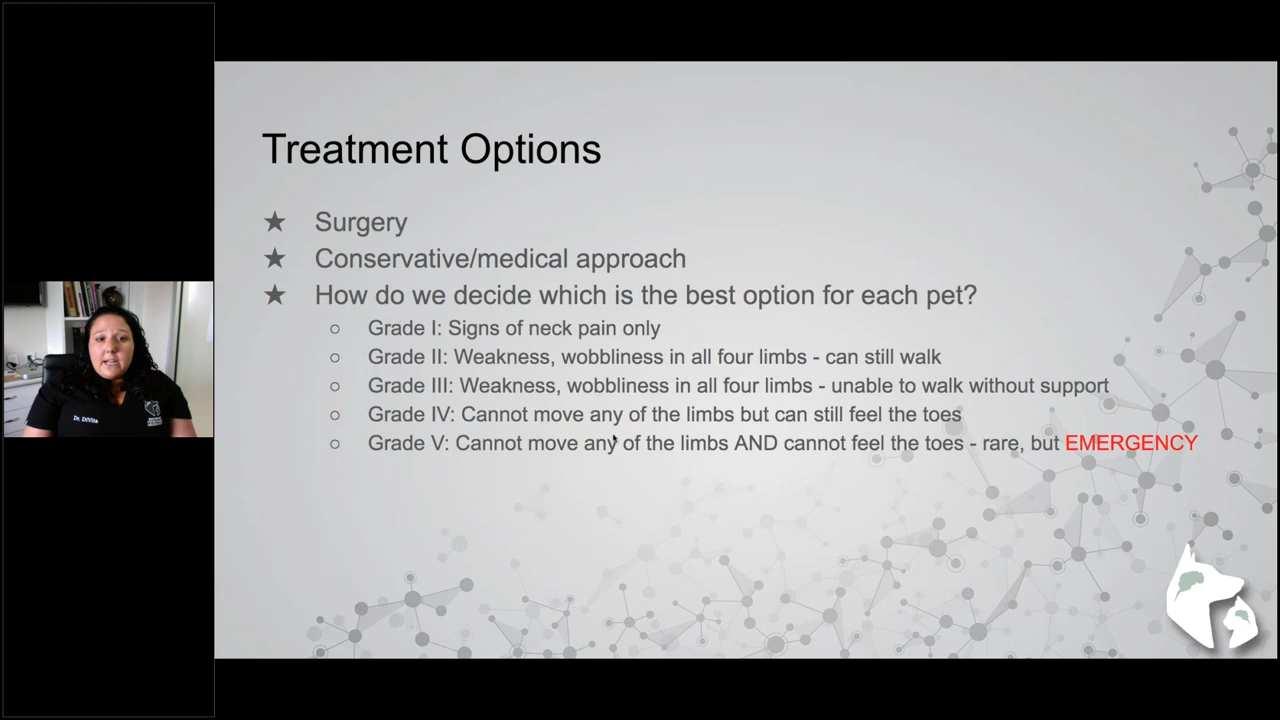 Treatment Options
★ Surgery
★ Conservative/medical approach
★ How do we decide which is the best option for each pet?
○ Grade I: Signs of neck pain only
○ Grade II: Weakness, wobbliness in all four limbs - can still walk
○ Grade III: Weakness, wobbliness in all four limbs - unable to walk without support
○ Grade IV: Cannot move any of the limbs but can still feel the toes
○ Grade V: Cannot move any of the limbs AND cannot feel the toes - rare, but EMERGENCY
Dr. DiVita